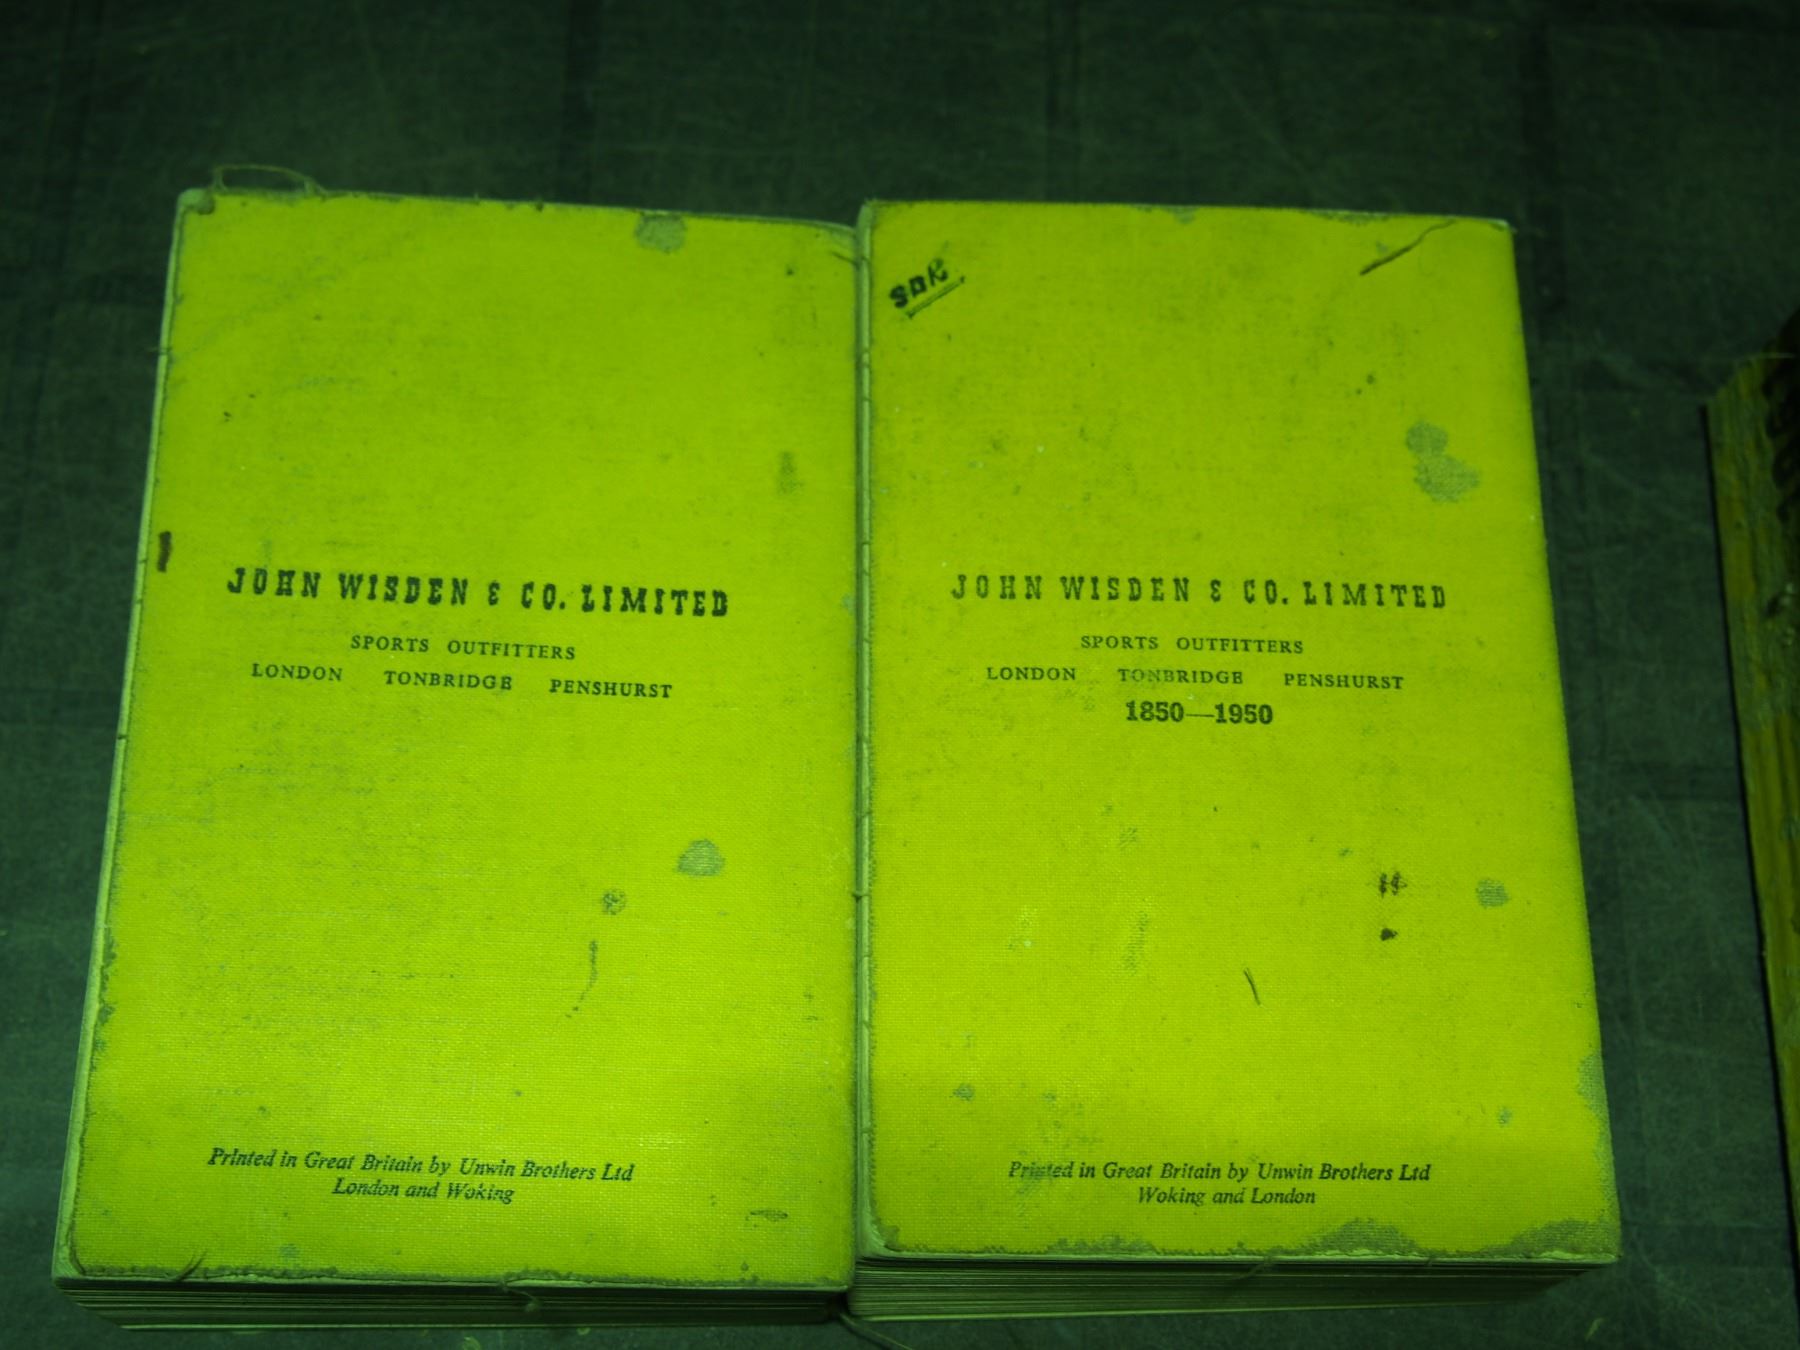 JOHN WISDEN & CO. LIMITED
SPORTS OUTFITTERS
LONDON TONBRIDGE PENSHURST
Printed in Great Britain by Unwin Brothers Ltd
London and Woking
SDR
JOHN WISDEN & CO. LIMITED
SPORTS OUTFITTERS
LONDON TONBRIDGE PENSHURST
1850—1950
Printed in Great Britain by Unwin Brothers Ltd
Woking and London